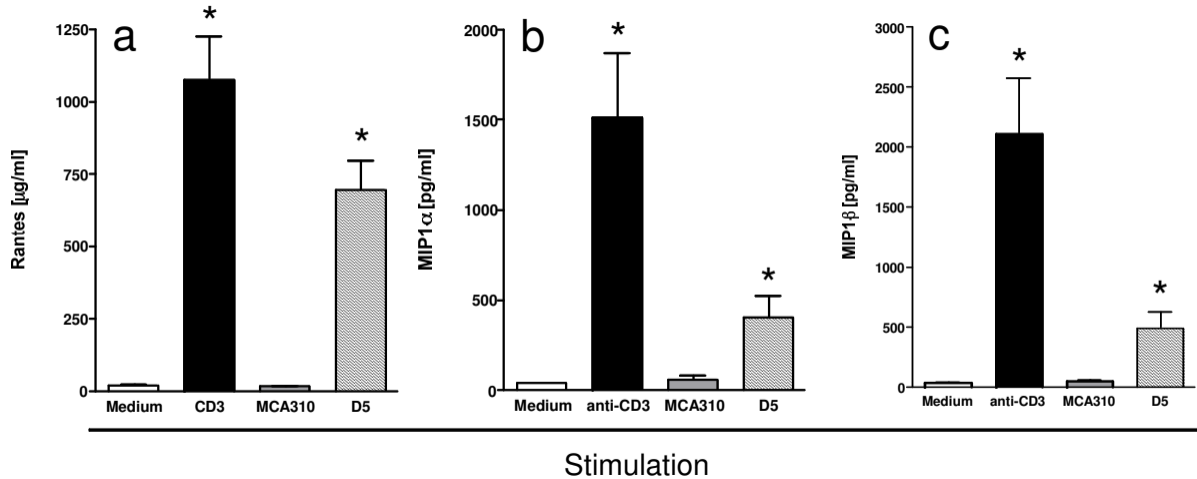 a
Rantes [µg/ml]
1250
1000
750
500
250
0
*
*
Medium CD3 MCA310 D5
b
MIP1α [pg/ml]
2000
1500
1000
500
0
*
*
Medium anti-CD3 MCA310 D5
c
MIP1β [pg/ml]
3000
2500
2000
1000
500
0
*
*
Medium anti-CD3 MCA310 D5
Stimulation